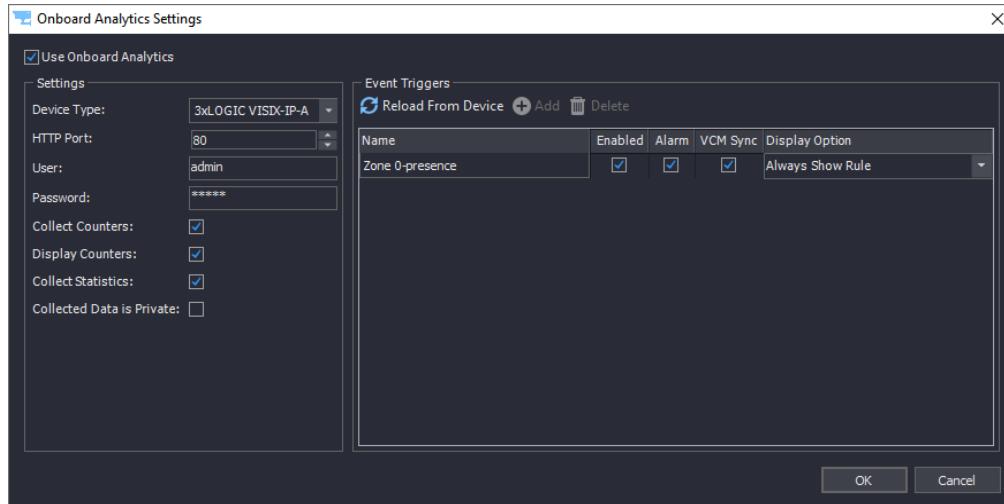 Onboard Analytics Settings
Use Onboard Analytics
Settings
Device Type: 3xLOGIC VISIX-IP-A
HTTP Port: 80
User: admin
Password: *****
Collect Counters:
Display Counters:
Collect Statistics:
Collected Data is Private:
Event Triggers
Reload From Device Add Delete
Name Enabled Alarm VCM Sync Display Option
Zone 0-presence Always Show Rule
OK Cancel